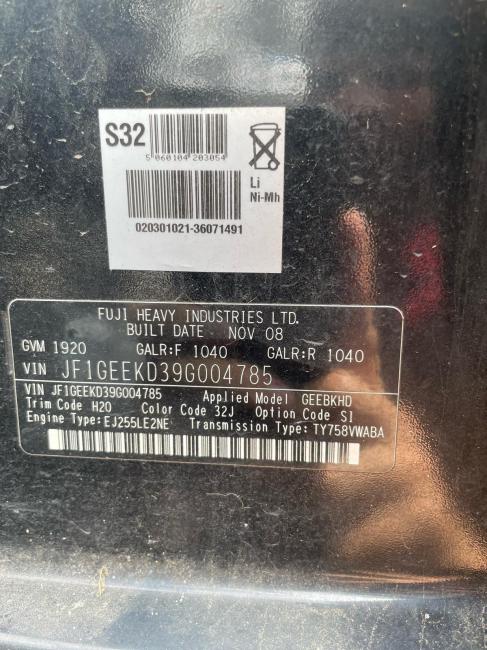 S32
5 060104 203054
Li
Ni-Mh
020301021-36071491
FUJI HEAVY INDUSTRIES LTD.
BUILT DATE. NOV 08
GVM 1920 GALR:F 1040 GALR:R 1040
VIN JF1GEEKD39G004785
VIN JF1GEEKD39G004785 Applied Model GEEBKHD
Trim Code H20 Color Code 32J Option Code SI
Engine Type: EJ255LE2NE Transmission Type: TY758VWABA